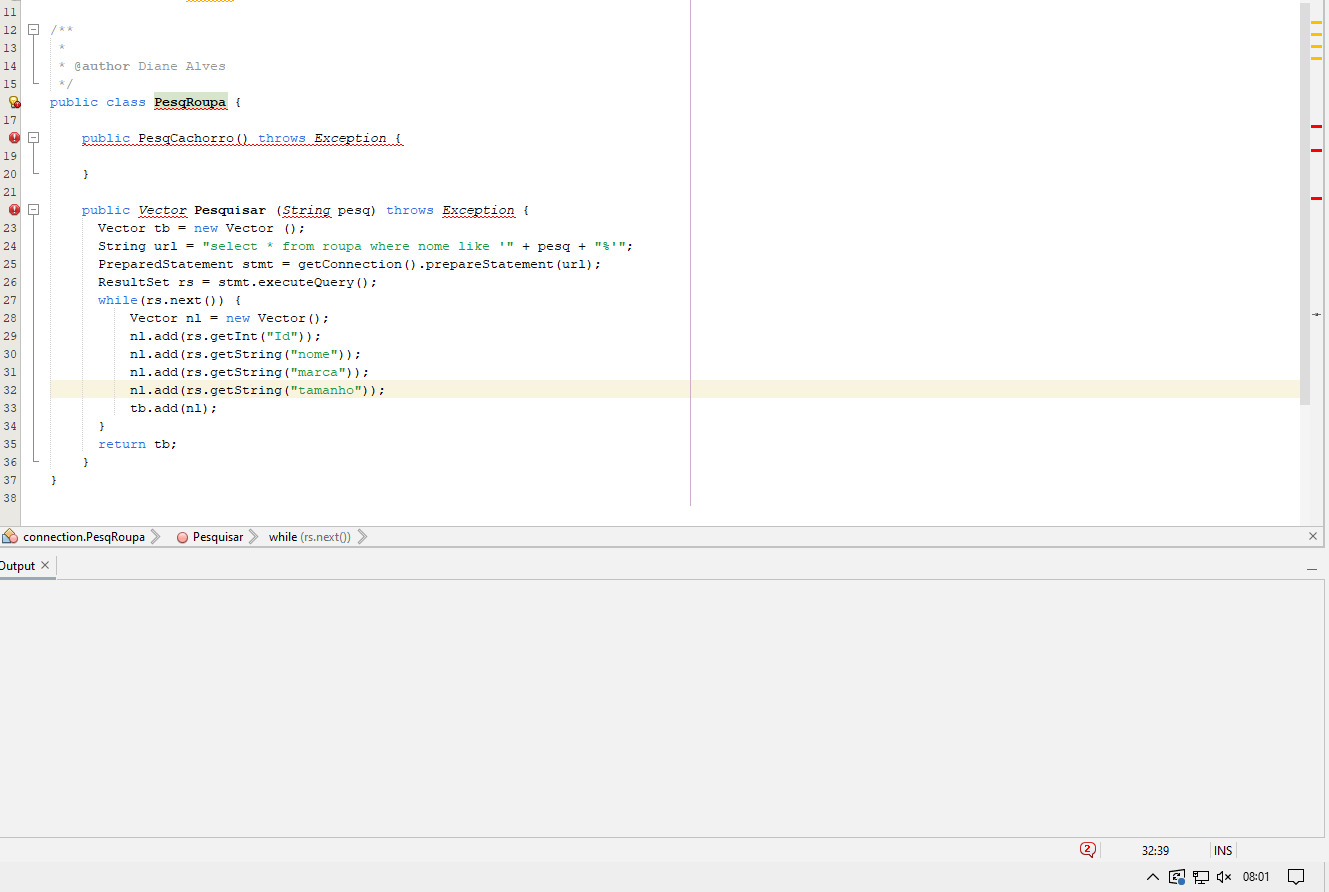 11
12 /**
13 *
14 * @author Diane Alves
15 */
public class PesqRoupa {
17
public PesqCachorro() throws Exception {
19
20 }
21
public Vector Pesquisar (String pesq) throws Exception {
23 Vector tb = new Vector ();
24 String url = "select * from roupa where nome like '" + pesq + "%'";
25 PreparedStatement stmt = getConnection().prepareStatement(url);
26 ResultSet rs = stmt.executeQuery();
27 while(rs.next()) {
28 Vector nl = new Vector();
29 nl.add(rs.getInt("Id"));
30 nl.add(rs.getString("nome"));
31 nl.add(rs.getString("marca"));
32 nl.add(rs.getString("tamanho"));
33 tb.add(nl);
34 }
35 return tb;
36 }
37 }
38
connection.PesqRoupa Pesquisar while (rs.next())
Output
2 32:39 INS
08:01